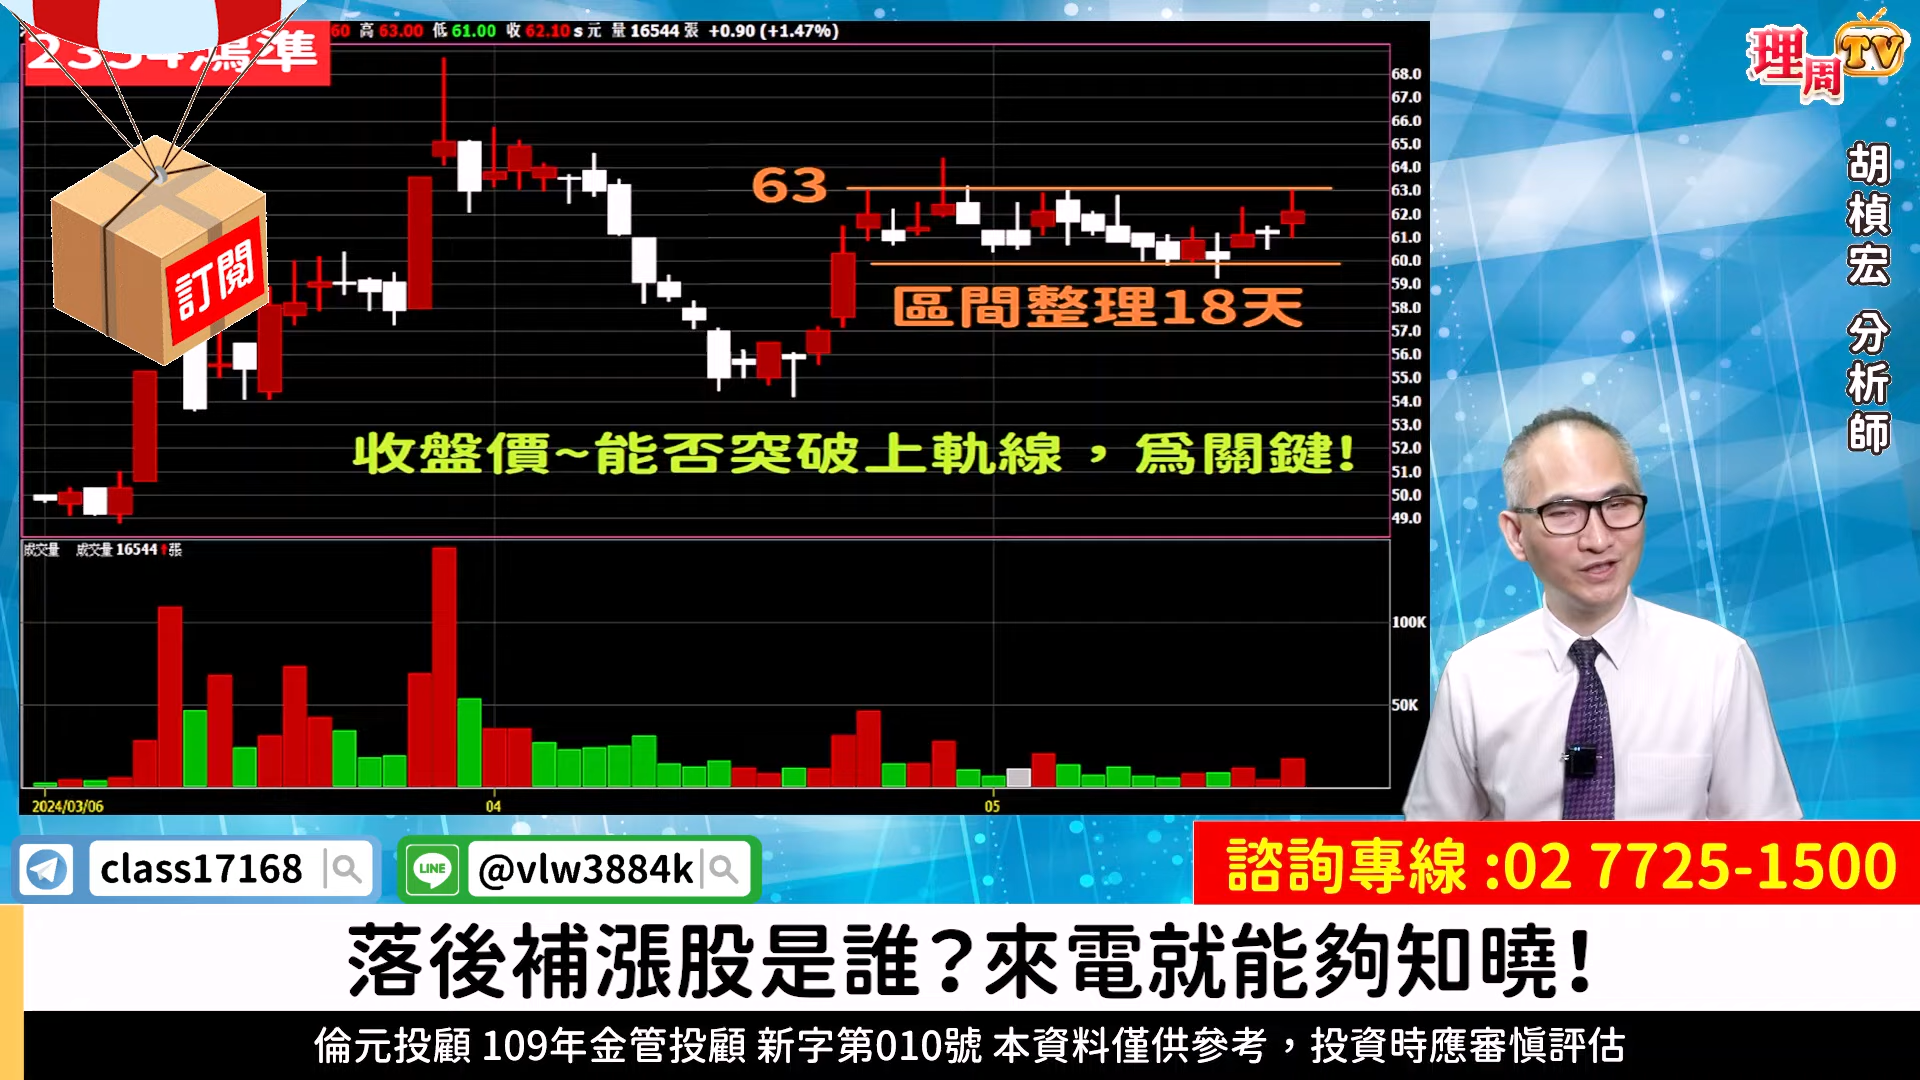 60 高 63.00 低 61.00 收 62.10 s 元 量 16544 張 +0.90 (+1.47%)
2354鴻準
理周TV
胡楨宏 分析師
訂閱
68.0
67.0
66.0
65.0
64.0
63.0
62.0
61.0
60.0
59.0
58.0
57.0
56.0
55.0
54.0
53.0
52.0
51.0
50.0
49.0
63
區間整理18天
收盤價~能否突破上軌線，為關鍵!
成交量 成交量 16544 張
100K
50K
2024/03/06
04
05
class17168
LINE
@vlw3884k
諮詢專線 :02 7725-1500
落後補漲股是誰?來電就能夠知曉!
倫元投顧 109年金管投顧 新字第010號 本資料僅供參考，投資時應審慎評估